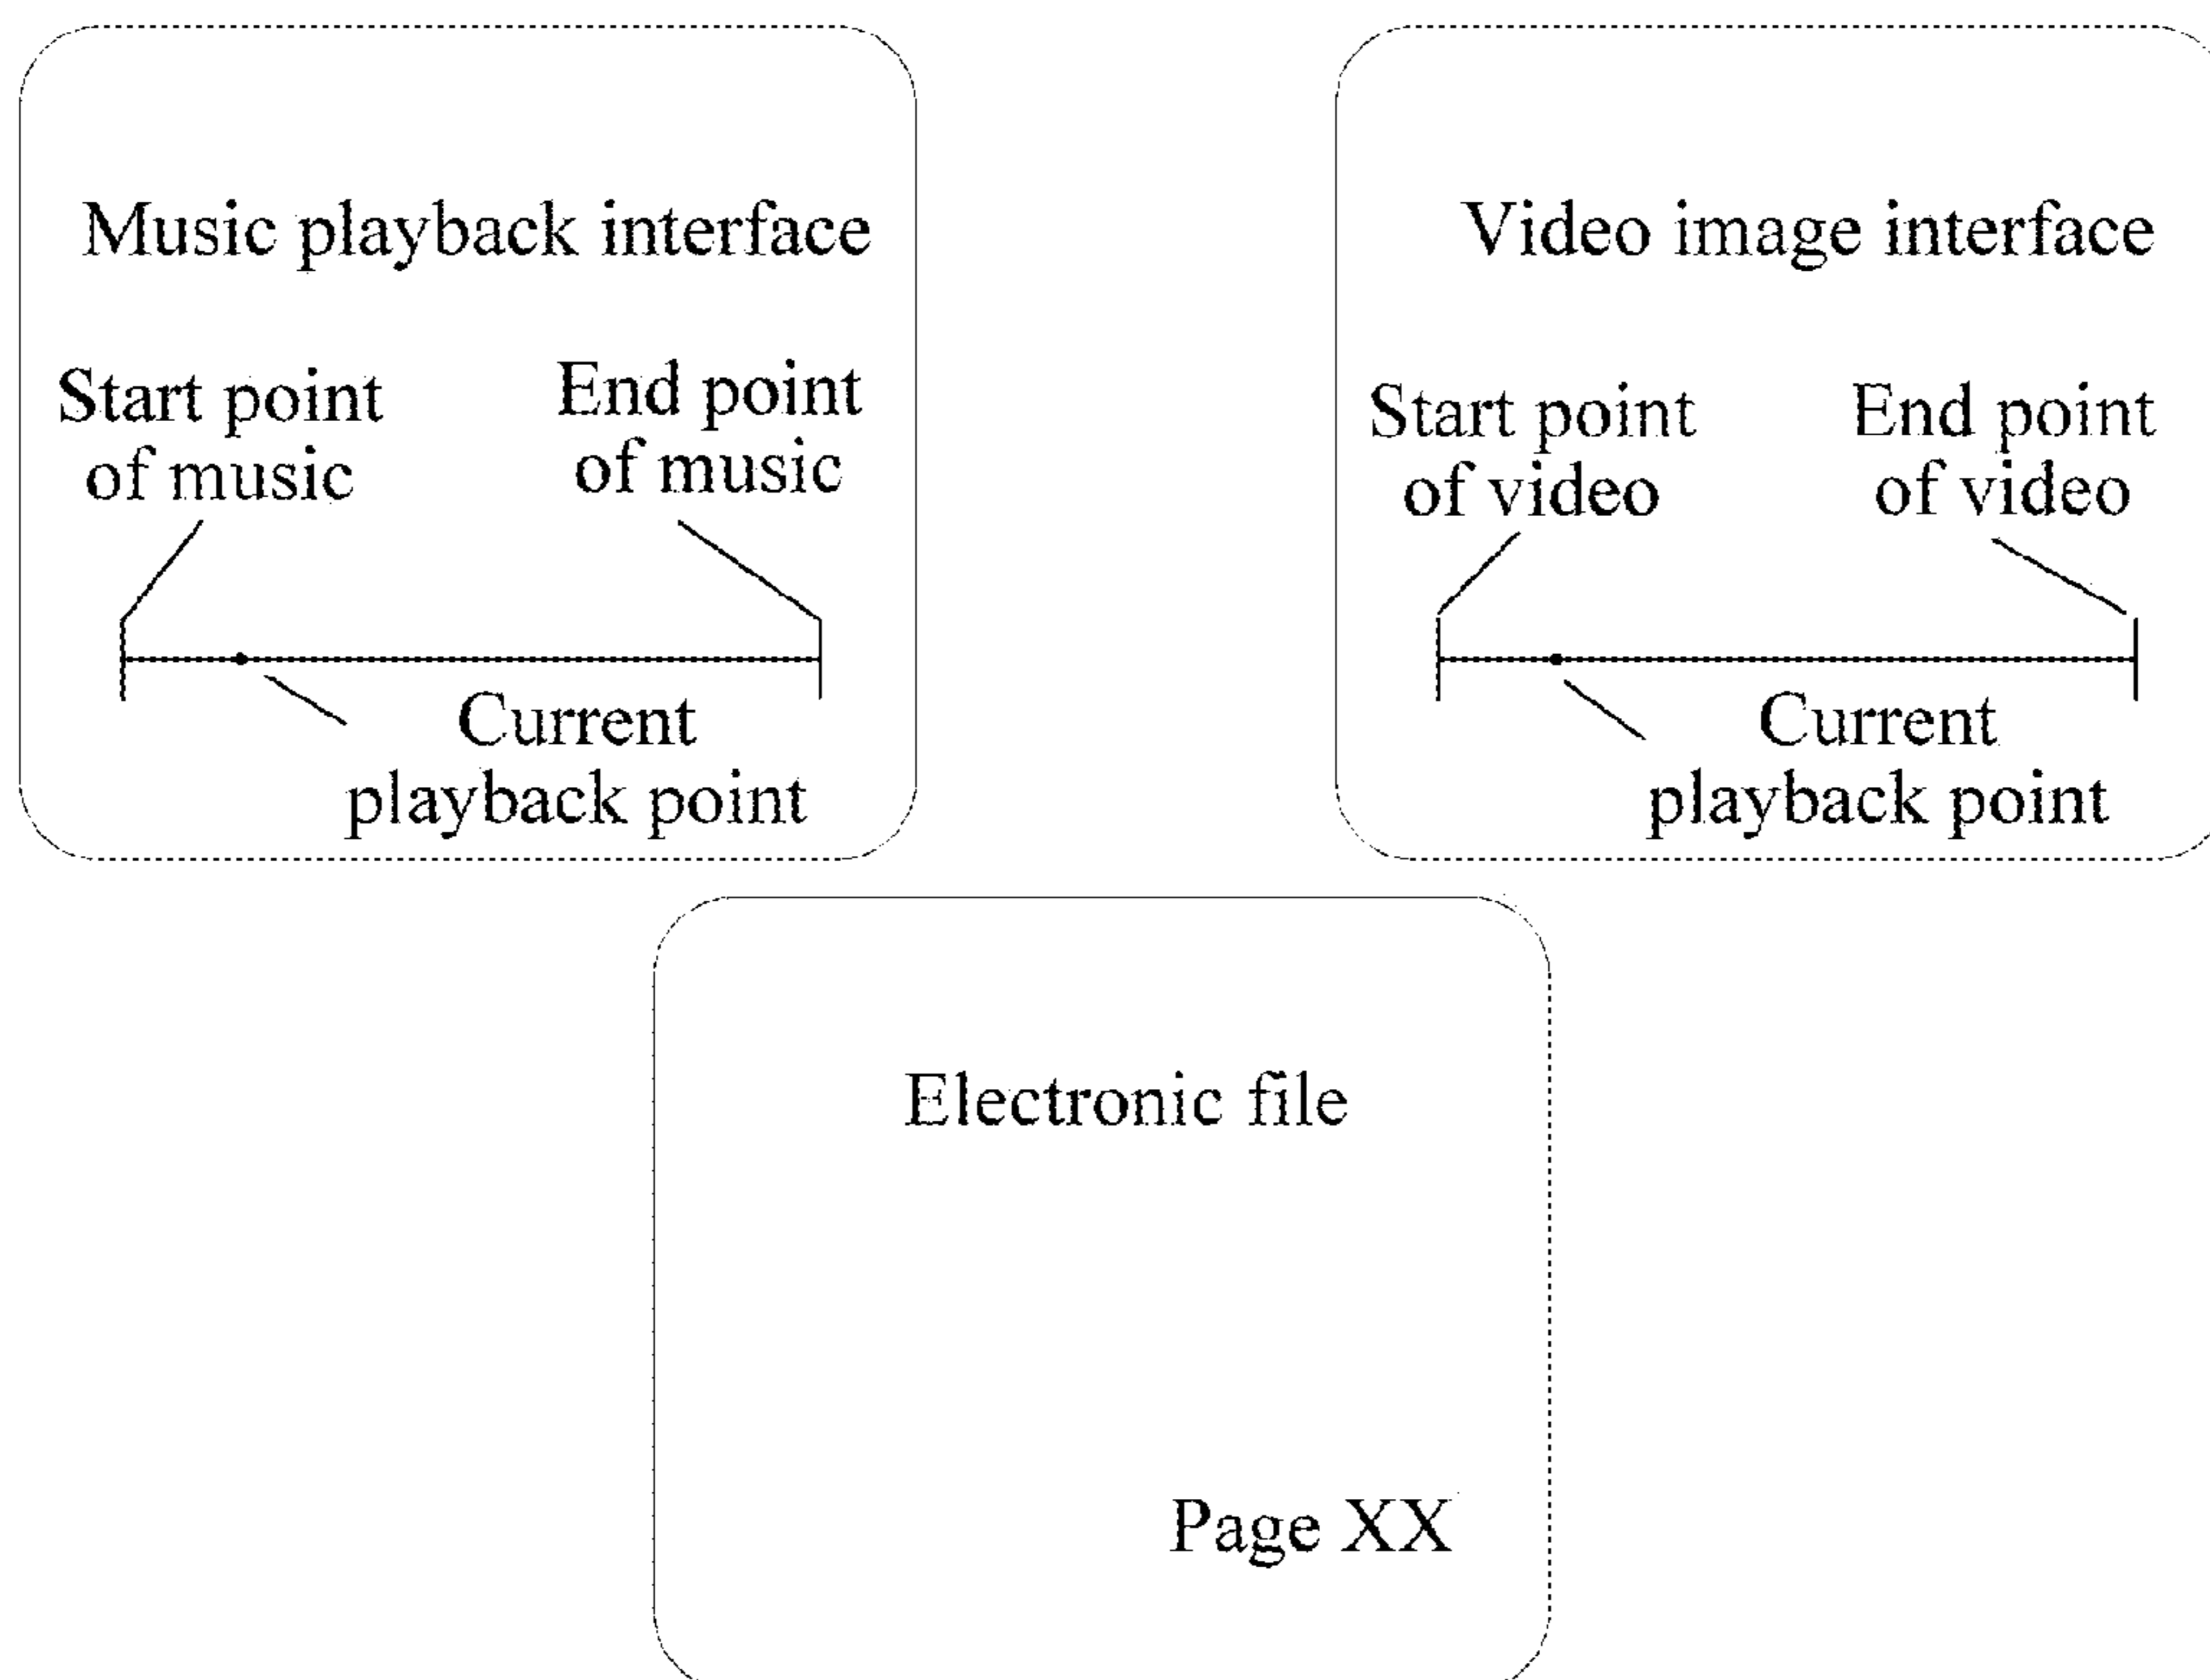 Music playback interface
Start point
of music
End point
of music
Current
playback point
Video image interface
Start point
of video
End point
of video
Current
playback point
Electronic file
Page XX